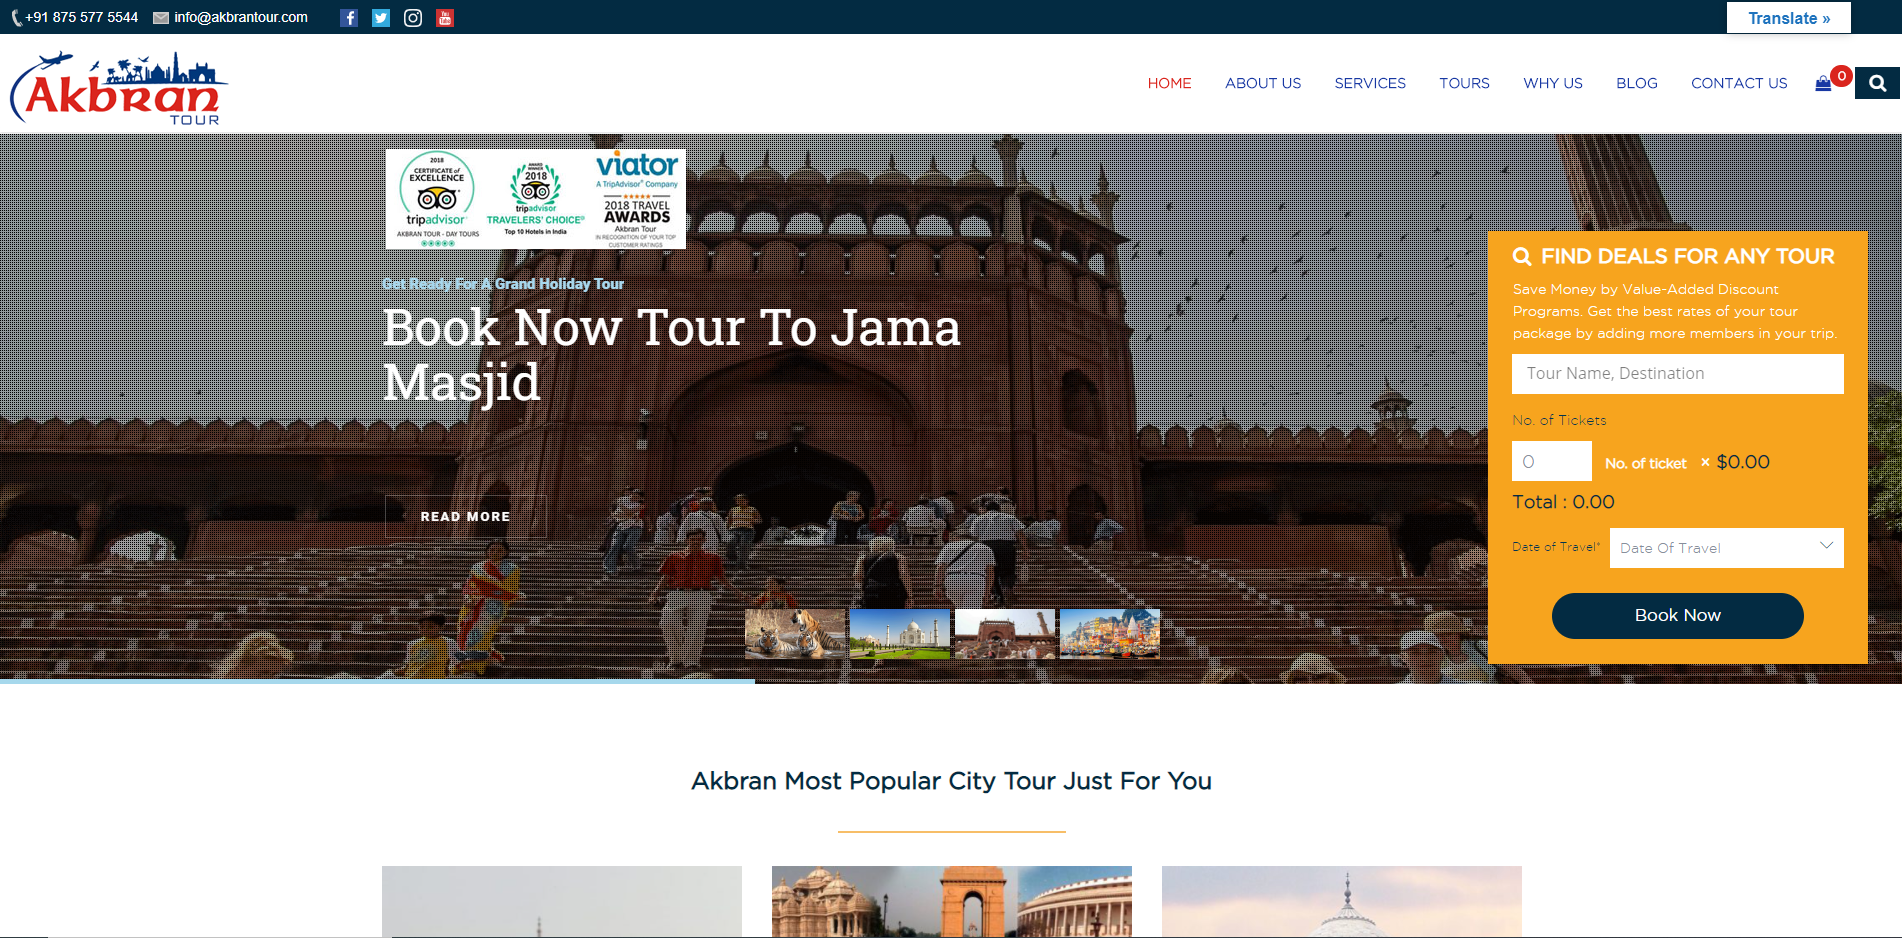 +91 875 577 5544 info@akbrantour.com
Translate »
Akbran
TOUR
HOME ABOUT US SERVICES TOURS WHY US BLOG CONTACT US 0
2018
CERTIFICATE of
EXCELLENCE
tripadvisor
AKBRAN TOUR - DAY TOURS
AWARD
WINNER
2018
tripadvisor
TRAVELERS' CHOICE®
Top 10 Hotels in India
viator
A TripAdvisor® Company
2018 TRAVEL
AWARDS
Akbran Tour
IN RECOGNITION OF YOUR TOP
CUSTOMER RATINGS
Get Ready For A Grand Holiday Tour
Book Now Tour To Jama
Masjid
READ MORE
FIND DEALS FOR ANY TOUR
Save Money by Value-Added Discount
Programs. Get the best rates of your tour
package by adding more members in your trip.
Tour Name, Destination
No. of Tickets
0 No. of ticket × $0.00
Total : 0.00
Date of Travel* Date Of Travel
Book Now
Akbran Most Popular City Tour Just For You